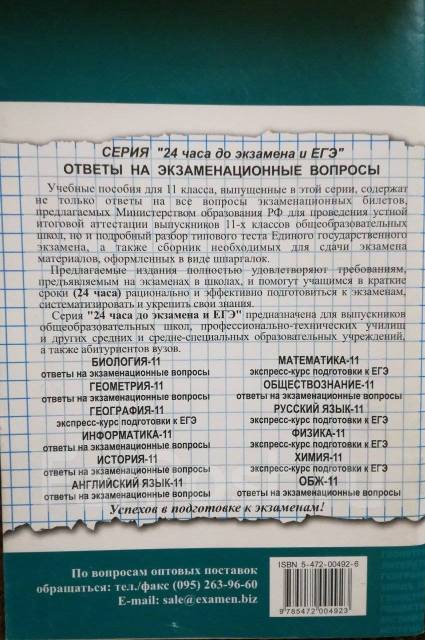 СЕРИЯ "24 часа до экзамена и ЕГЭ"
ОТВЕТЫ НА ЭКЗАМЕНАЦИОННЫЕ ВОПРОСЫ
Учебные пособия для 11 класса, выпущенные в этой серии, содержат
не только ответы на все вопросы экзаменационных билетов,
предлагаемых Министерством образования РФ для проведения устной
итоговой аттестации выпускников 11-х классов общеобразовательных
школ, но и подробный разбор типового теста Единого государственного
экзамена, а также сборник необходимых для сдачи экзамена
материалов, оформленных в виде шпаргалок.
Предлагаемые издания полностью удовлетворяют требованиям,
предъявляемым на экзаменах в школах, и помогут учащимся в краткие
сроки (24 часа) рационально и эффективно подготовиться к экзаменам,
систематизировать и укрепить свои знания.
Серия "24 часа до экзамена и ЕГЭ" предназначена для выпускников
общеобразовательных школ, профессионально-технических училищ
и других средних и средне-специальных образовательных учреждений,
а также абитуриентов вузов.
БИОЛОГИЯ-11
ответы на экзаменационные вопросы
ГЕОМЕТРИЯ-11
ответы на экзаменационные вопросы
ГЕОГРАФИЯ-11
экспресс-курс подготовки к ЕГЭ
ИНФОРМАТИКА-11
ответы на экзаменационные вопросы
ИСТОРИЯ-11
ответы на экзаменационные вопросы
АНГЛИЙСКИЙ ЯЗЫК-11
ответы на экзаменационные вопросы
МАТЕМАТИКА-11
экспресс-курс подготовки к ЕГЭ
ОБЩЕСТВОЗНАНИЕ-11
ответы на экзаменационные вопросы
РУССКИЙ ЯЗЫК-11
экспресс-курс подготовки к ЕГЭ
ФИЗИКА-11
экспресс-курс подготовки к ЕГЭ
ХИМИЯ-11
экспресс-курс подготовки к ЕГЭ
ОБЖ-11
ответы на экзаменационные вопросы
Успехов в подготовке к экзаменам!
По вопросам оптовых поставок
обращаться: тел./факс (095) 263-96-60
E-mail: sale@examen.biz
ISBN 5-472-00492-6
9785472004923